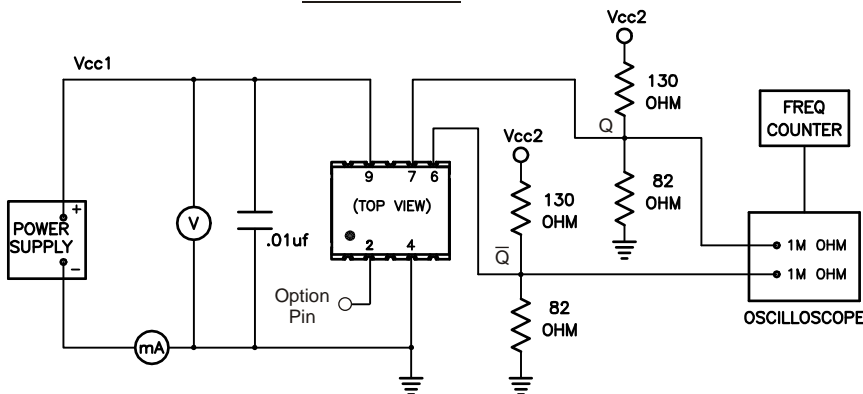 Vcc1
Vcc2
130
OHM
FREQ
COUNTER
Q
Vcc2
9 7 6
(TOP VIEW)
130
OHM
82
OHM
+
POWER
SUPPLY
−
V
.01uf
2 4
Q̅
1M OHM
1M OHM
Option
Pin
82
OHM
OSCILLOSCOPE
mA